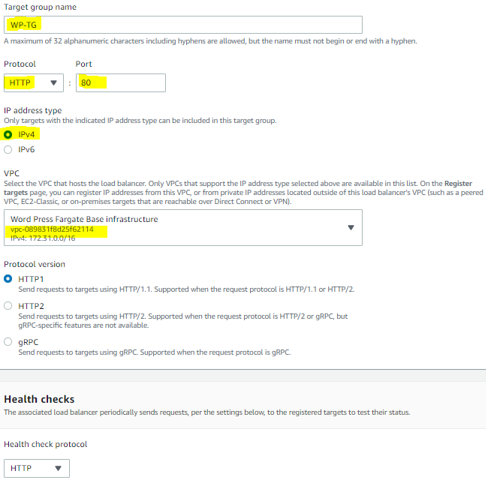 Target group name
WP-TG
A maximum of 32 alphanumeric characters including hyphens are allowed, but the name must not begin or end with a hyphen.
Protocol Port
HTTP : 80
IP address type
Only targets with the indicated IP address type can be included in this target group.
IPv4
IPv6
VPC
Select the VPC that hosts the load balancer. Only VPCs that support the IP address type selected above are available in this list. On the Register
targets page, you can register IP addresses from this VPC, or from private IP addresses located outside of this load balancer's VPC (such as a peered
VPC, EC2-Classic, or on-premises targets that are reachable over Direct Connect or VPN).
Word Press Fargate Base infrastructure
vpc-089831f8d25f62114
IPv4: 172.31.0.0/16
Protocol version
HTTP1
Send requests to targets using HTTP/1.1. Supported when the request protocol is HTTP/1.1 or HTTP/2.
HTTP2
Send requests to targets using HTTP/2. Supported when the request protocol is HTTP/2 or gRPC, but
gRPC-specific features are not available.
gRPC
Send requests to targets using gRPC. Supported when the request protocol is gRPC.
Health checks
The associated load balancer periodically sends requests, per the settings below, to the registered targets to test their status.
Health check protocol
HTTP